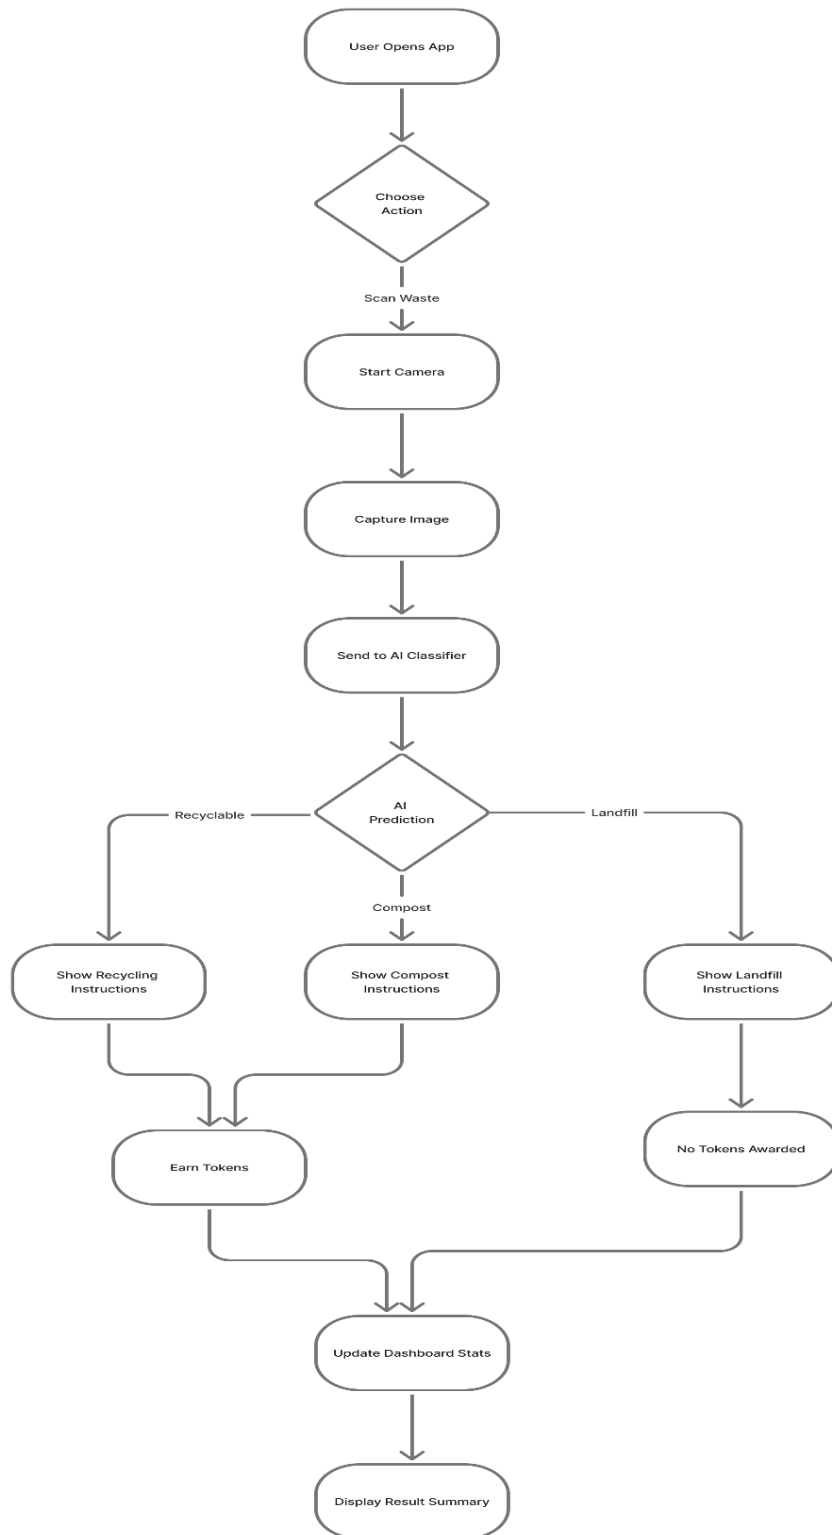 User Opens App
Choose
Action
Scan Waste
Start Camera
Capture Image
Send to AI Classifier
AI
Prediction
Recyclable
Landfill
Compost
Show Recycling
Instructions
Show Compost
Instructions
Show Landfill
Instructions
Earn Tokens
No Tokens Awarded
Update Dashboard Stats
Display Result Summary